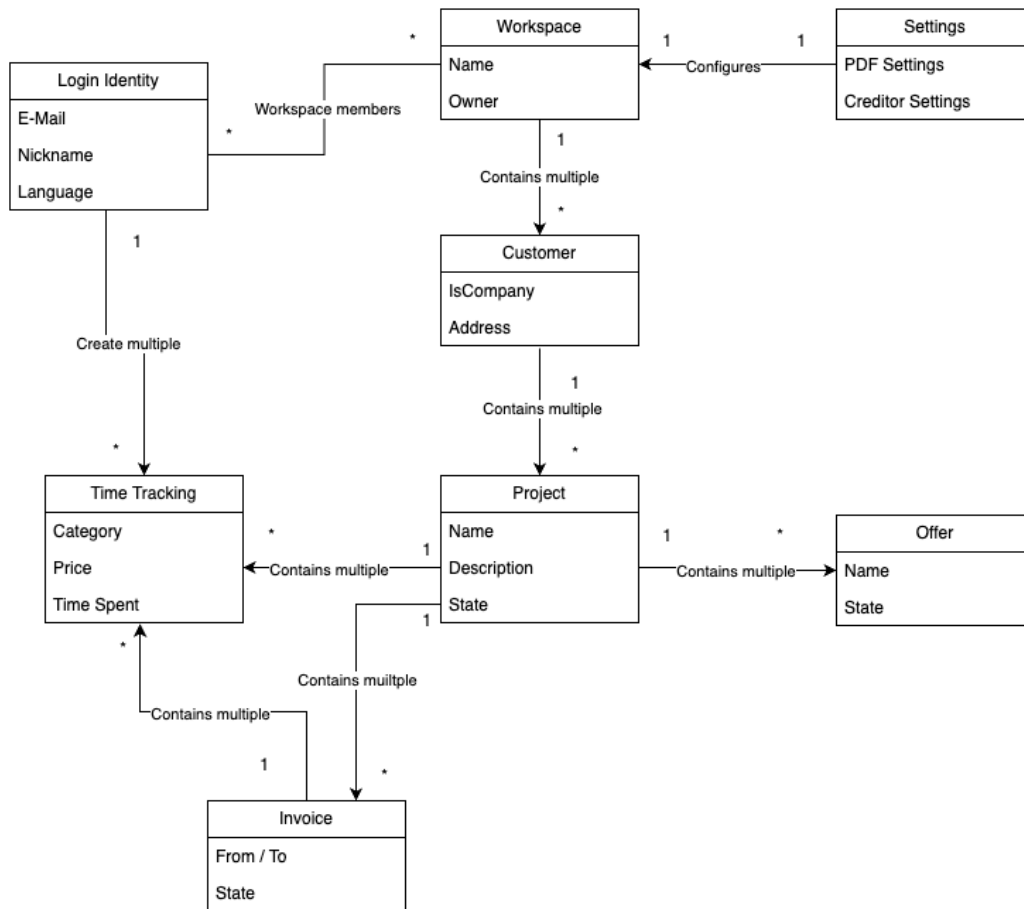 Workspace
Name
Owner
*
1
1
Configures
Settings
PDF Settings
Creditor Settings
Login Identity
E-Mail
Nickname
Language
Workspace members
*
1
Contains multiple
*
1
Create multiple
*
Customer
IsCompany
Address
1
Contains multiple
*
Time Tracking
Category
Price
Time Spent
*
Contains multiple
1
Project
Name
Description
State
1
Contains multiple
*
Offer
Name
State
1
Contains muiltple
*
*
Contains multiple
1
Invoice
From / To
State